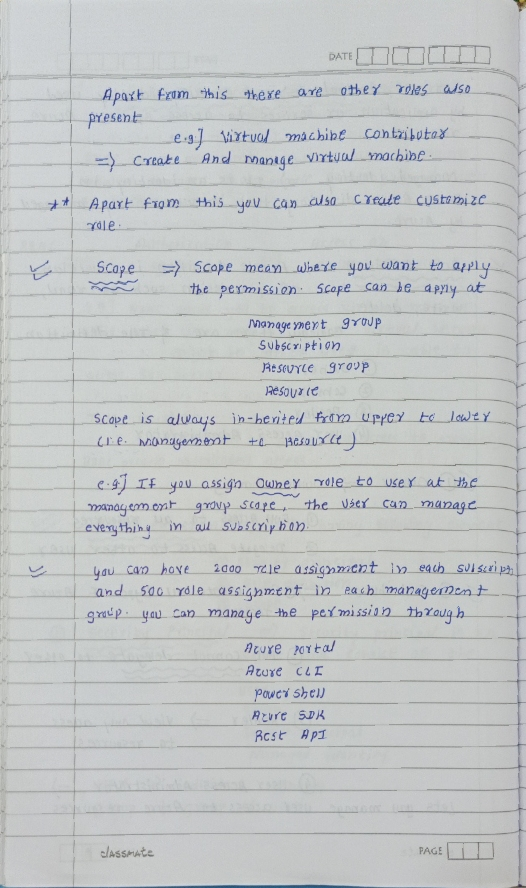 DATE
Apart from this there are other roles also
present
e.g] Virtual machine contributor
=> Create And manage virtual machine.
** Apart from this you can also create customize
role.
Scope => Scope mean where you want to apply
the permission. Scope can be apply at
Management group
Subscription
Resource group
Resource
Scope is always in-herited from upper to lower
(i.e. management to Resource)
e.g] If you assign Owner role to user at the
management group scope, the user can manage
everything in all subscription.
you can have 2000 role assignment in each subscription
and 500 role assignment in each management
group. you can manage the permission through
Azure portal
Azure CLI
Power shell
Azure SDK
Rest API
classmate
PAGE